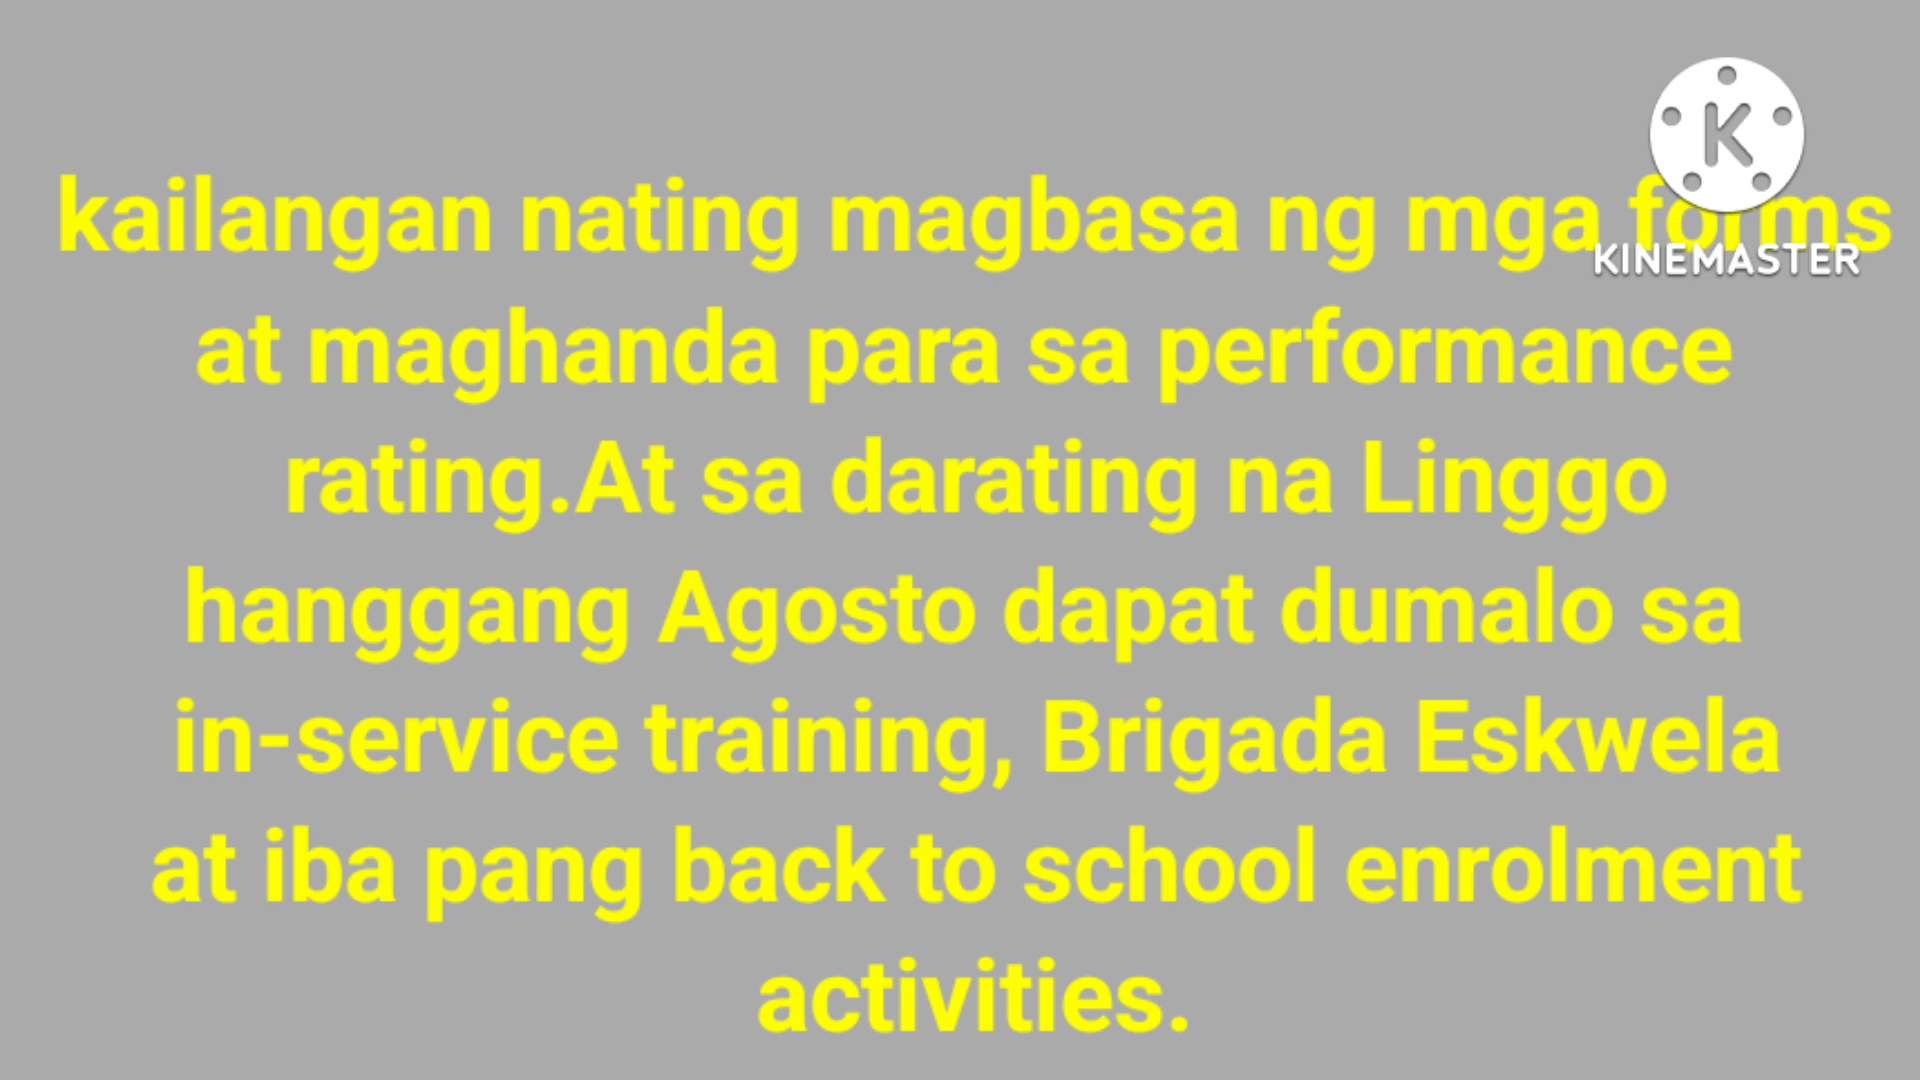 kailangan nating magbasa ng mga forms
KINEMASTER
at maghanda para sa performance
rating.At sa darating na Linggo
hanggang Agosto dapat dumalo sa
in-service training, Brigada Eskwela
at iba pang back to school enrolment
activities.